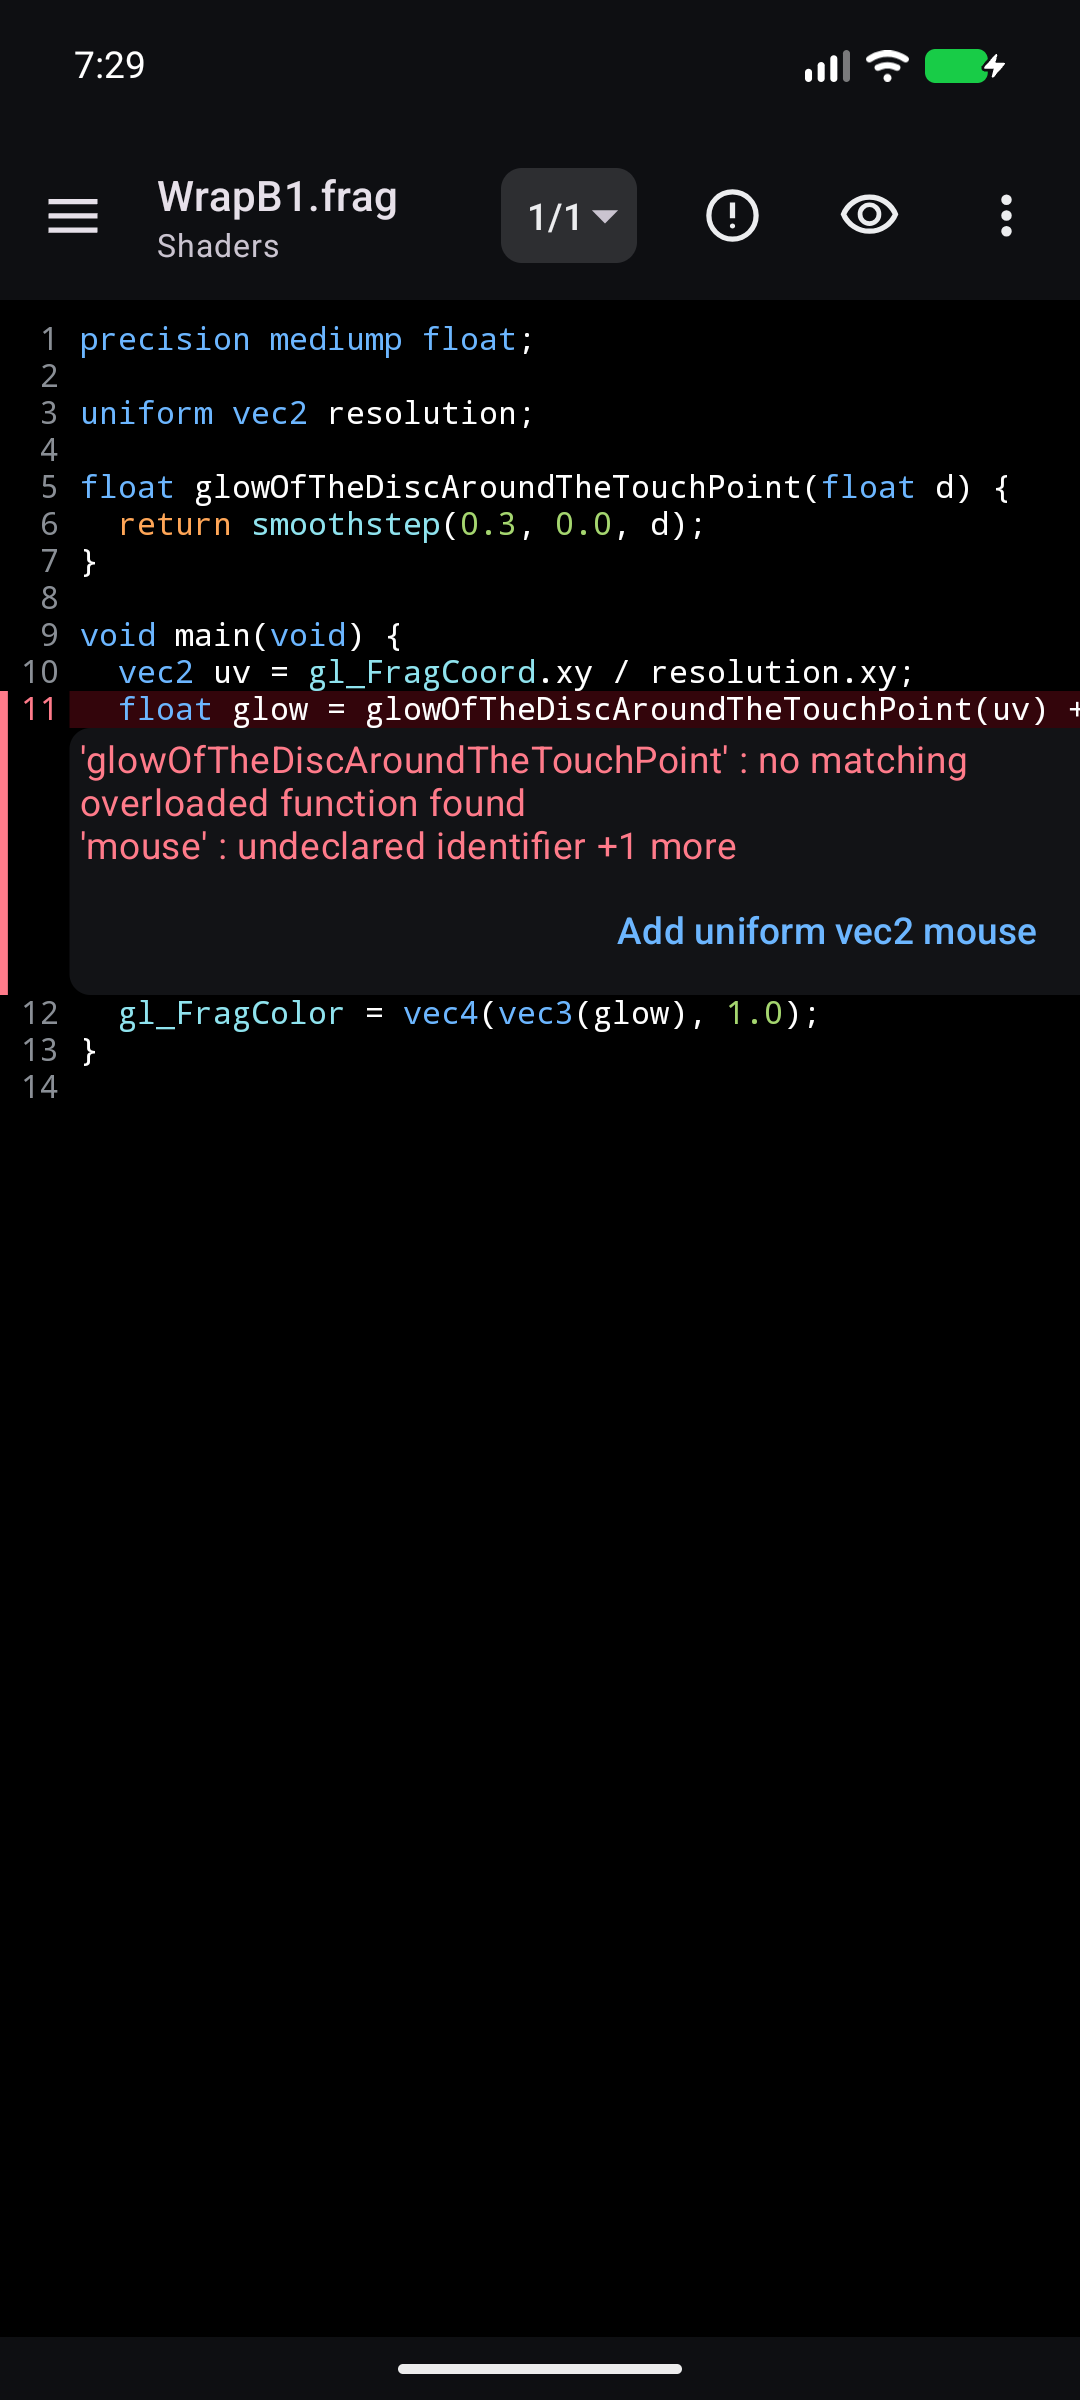 7:29
WrapB1.frag
Shaders
1/1
1 precision mediump float;
2
3 uniform vec2 resolution;
4
5 float glowOfTheDiscAroundTheTouchPoint(float d) {
6   return smoothstep(0.3, 0.0, d);
7 }
8
9 void main(void) {
10   vec2 uv = gl_FragCoord.xy / resolution.xy;
11   float glow = glowOfTheDiscAroundTheTouchPoint(uv) +
'glowOfTheDiscAroundTheTouchPoint' : no matching
overloaded function found
'mouse' : undeclared identifier +1 more
Add uniform vec2 mouse
12   gl_FragColor = vec4(vec3(glow), 1.0);
13 }
14